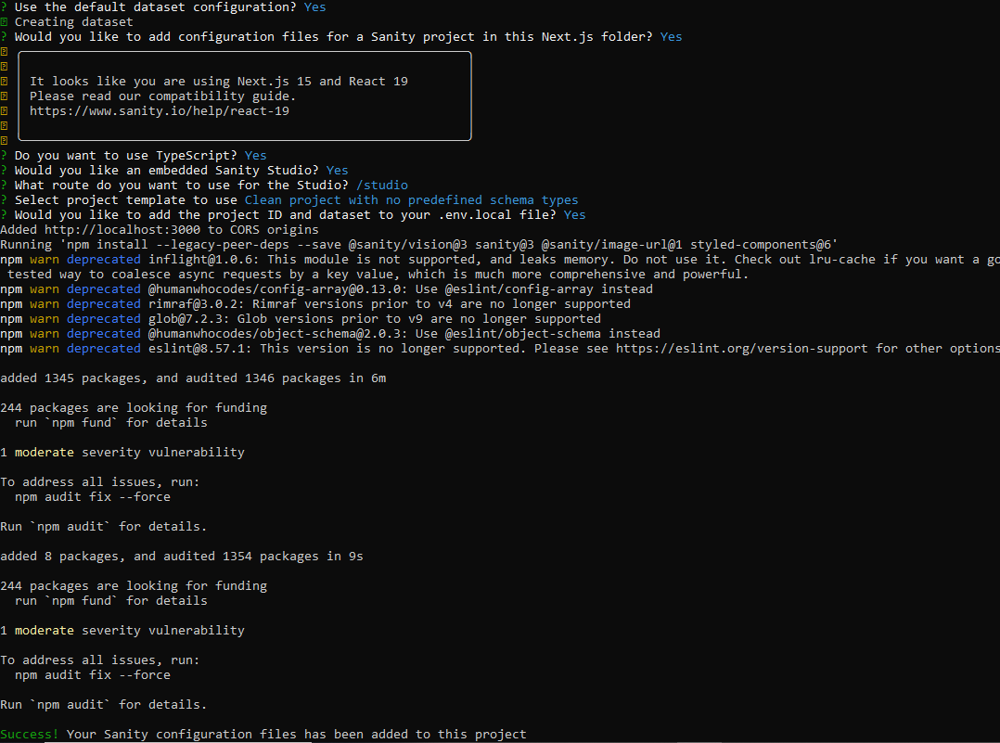 ? Use the default dataset configuration? Yes
Creating dataset
? Would you like to add configuration files for a Sanity project in this Next.js folder? Yes
It looks like you are using Next.js 15 and React 19
Please read our compatibility guide.
https://www.sanity.io/help/react-19
? Do you want to use TypeScript? Yes
? Would you like an embedded Sanity Studio? Yes
? What route do you want to use for the Studio? /studio
? Select project template to use Clean project with no predefined schema types
? Would you like to add the project ID and dataset to your .env.local file? Yes
Added http://localhost:3000 to CORS origins
Running 'npm install --legacy-peer-deps --save @sanity/vision@3 sanity@3 @sanity/image-url@1 styled-components@6'
npm warn deprecated inflight@1.0.6: This module is not supported, and leaks memory. Do not use it. Check out lru-cache if you want a go
tested way to coalesce async requests by a key value, which is much more comprehensive and powerful.
npm warn deprecated @humanwhocodes/config-array@0.13.0: Use @eslint/config-array instead
npm warn deprecated rimraf@3.0.2: Rimraf versions prior to v4 are no longer supported
npm warn deprecated glob@7.2.3: Glob versions prior to v9 are no longer supported
npm warn deprecated @humanwhocodes/object-schema@2.0.3: Use @eslint/object-schema instead
npm warn deprecated eslint@8.57.1: This version is no longer supported. Please see https://eslint.org/version-support for other options
added 1345 packages, and audited 1346 packages in 6m
244 packages are looking for funding
run `npm fund` for details
1 moderate severity vulnerability
To address all issues, run:
npm audit fix --force
Run `npm audit` for details.
added 8 packages, and audited 1354 packages in 9s
244 packages are looking for funding
run `npm fund` for details
1 moderate severity vulnerability
To address all issues, run:
npm audit fix --force
Run `npm audit` for details.
Success! Your Sanity configuration files has been added to this project